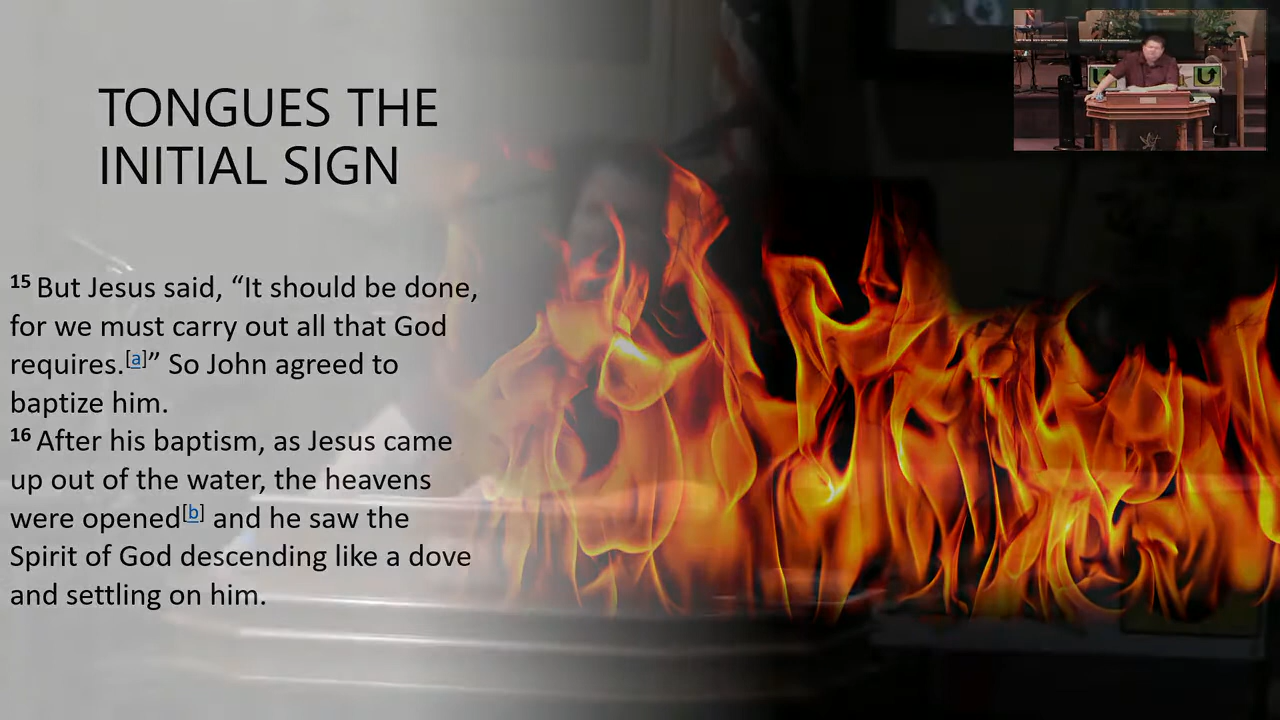 TONGUES THE
INITIAL SIGN
15 But Jesus said, “It should be done,
for we must carry out all that God
requires.[a]” So John agreed to
baptize him.
16 After his baptism, as Jesus came
up out of the water, the heavens
were opened[b] and he saw the
Spirit of God descending like a dove
and settling on him.